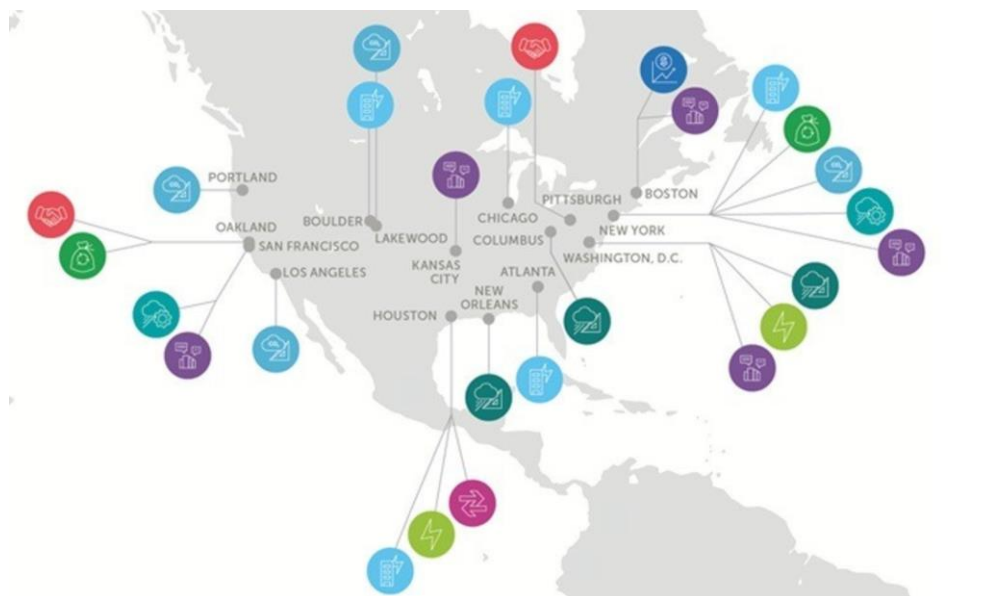 PORTLAND
OAKLAND
SAN FRANCISCO
LOS ANGELES
BOULDER
LAKEWOOD
KANSAS
CITY
CHICAGO
COLUMBUS
PITTSBURGH
BOSTON
NEW YORK
WASHINGTON, D.C.
ATLANTA
NEW
ORLEANS
HOUSTON